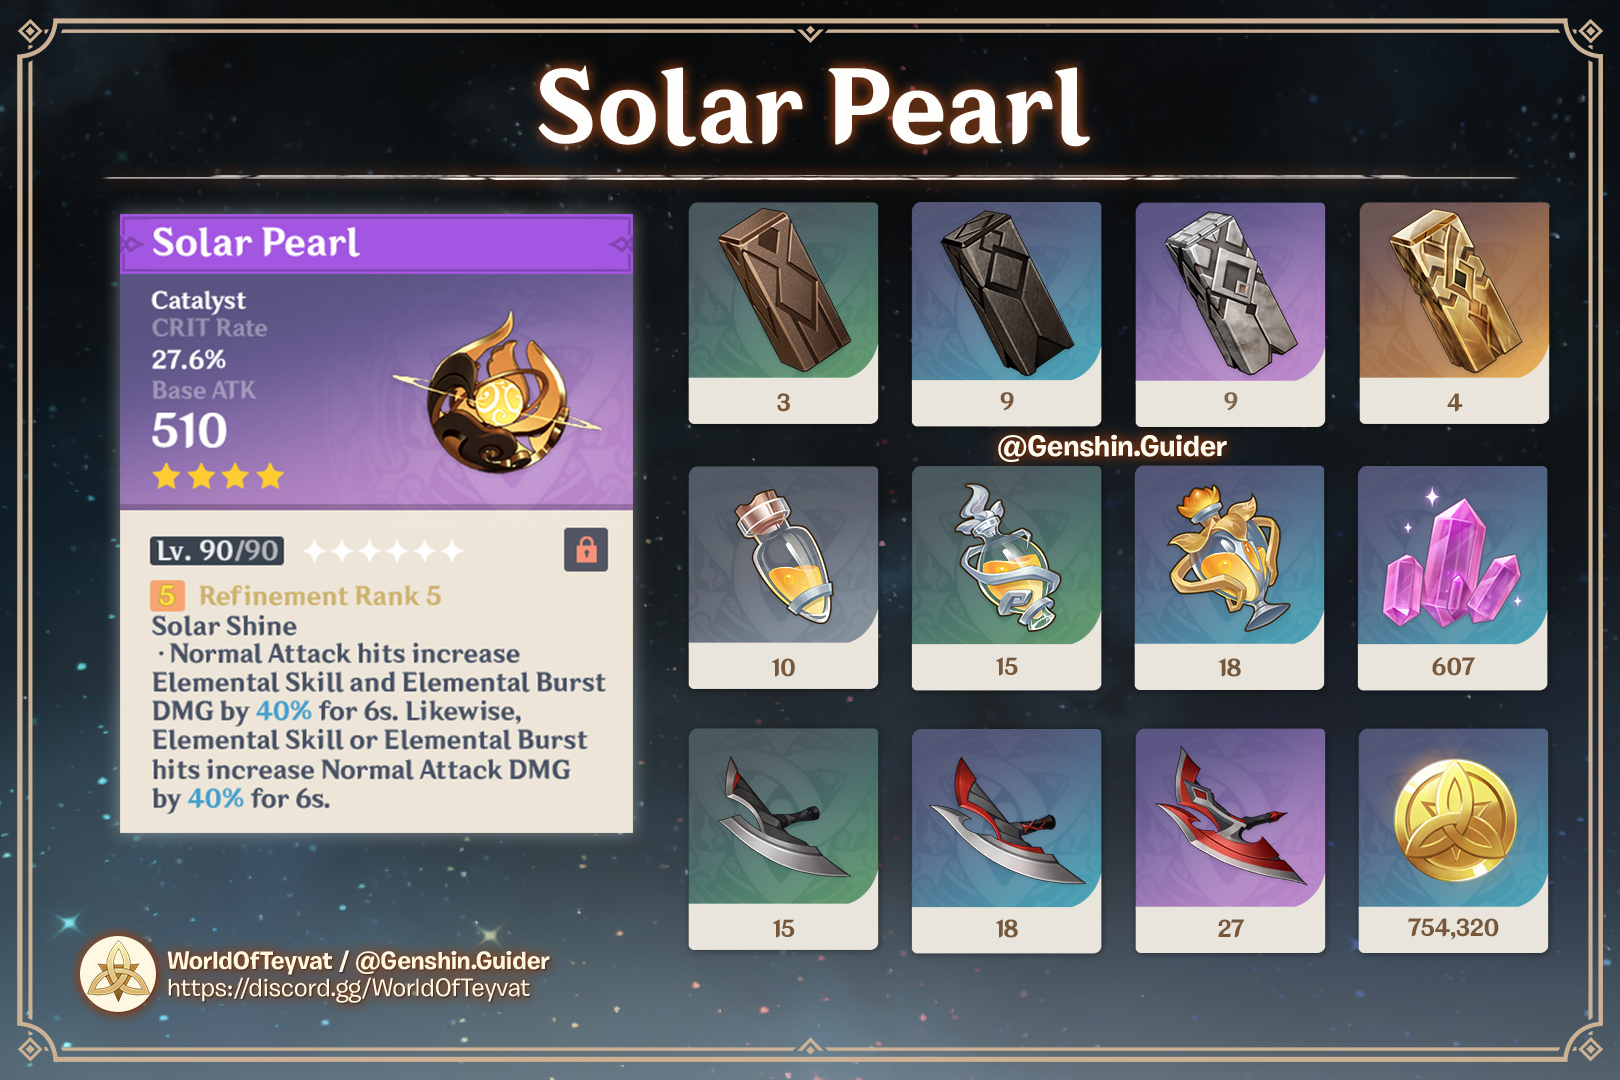 Solar Pearl
Solar Pearl
Catalyst
CRIT Rate
27.6%
Base ATK
510
Lv. 90/90
5 Refinement Rank 5
Solar Shine
· Normal Attack hits increase
Elemental Skill and Elemental Burst
DMG by 40% for 6s. Likewise,
Elemental Skill or Elemental Burst
hits increase Normal Attack DMG
by 40% for 6s.
3 9 9 4
@Genshin.Guider
10 15 18 607
15 18 27 754,320
WorldOfTeyvat / @Genshin.Guider
https://discord.gg/WorldOfTeyvat